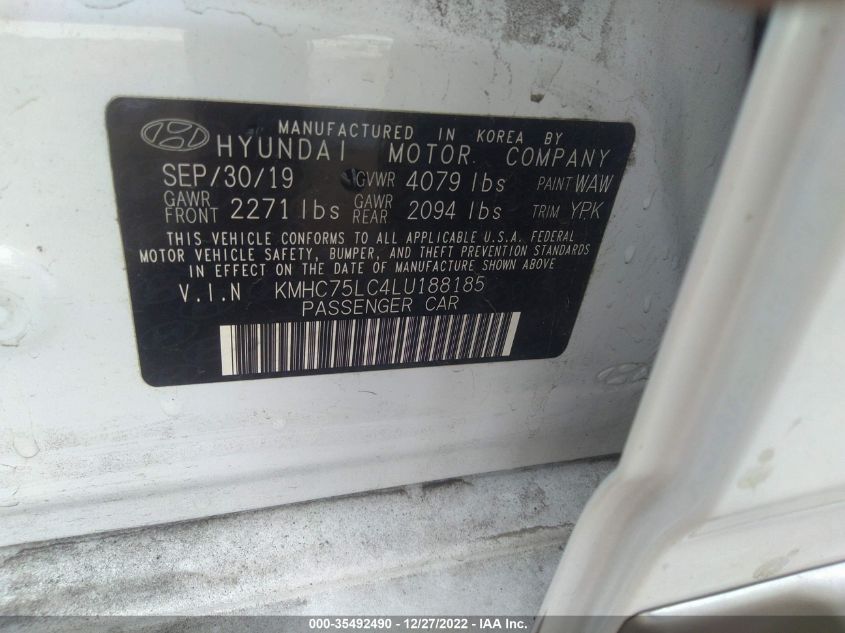 MANUFACTURED IN KOREA BY
HYUNDAI MOTOR COMPANY
SEP/30/19 GVWR 4079 lbs PAINT WAW
GAWR FRONT 2271 lbs GAWR REAR 2094 lbs TRIM YPK
THIS VEHICLE CONFORMS TO ALL APPLICABLE U.S.A. FEDERAL
MOTOR VEHICLE SAFETY, BUMPER, AND THEFT PREVENTION STANDARDS
IN EFFECT ON THE DATE OF MANUFACTURE SHOWN ABOVE
V.I.N KMHC75LC4LU188185
PASSENGER CAR
000-35492490 - 12/27/2022 - IAA Inc.